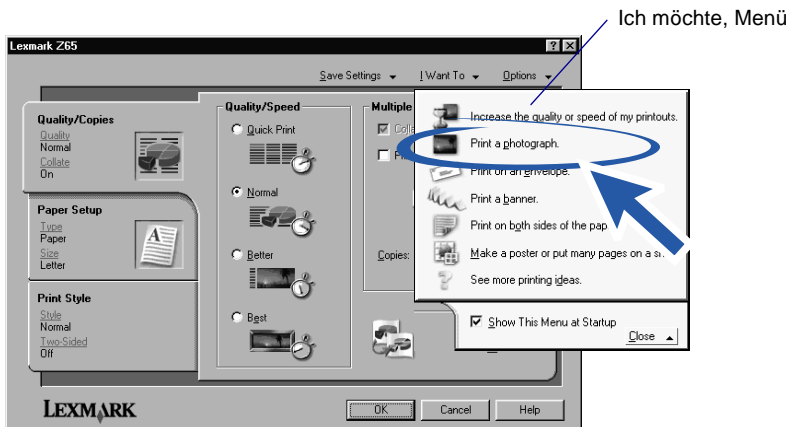 Ich möchte, Menü
Lexmark Z65
Save Settings
I Want To
Options
Quality/Copies
Quality
Normal
Collate
On
Paper Setup
Type
Paper
Size
Letter
Print Style
Style
Normal
Two-Sided
Off
Quality/Speed
Quick Print
Normal
Better
Best
Multiple
Copies:
Increase the quality or speed of my printouts.
Print a photograph.
Print on an envelope.
Print a banner.
Print on both sides of the pap
Make a poster or put many pages on a
See more printing ideas.
Show This Menu at Startup
Close
LEXMARK
OK
Cancel
Help